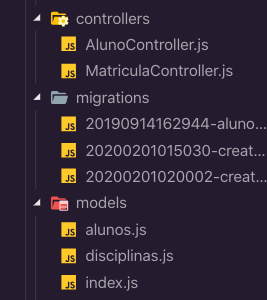 controllers
JS AlunoController.js
JS MatriculaController.js
migrations
JS 20190914162944-aluno...
JS 20200201015030-creat...
JS 20200201020002-creat...
models
JS alunos.js
JS disciplinas.js
JS index.js